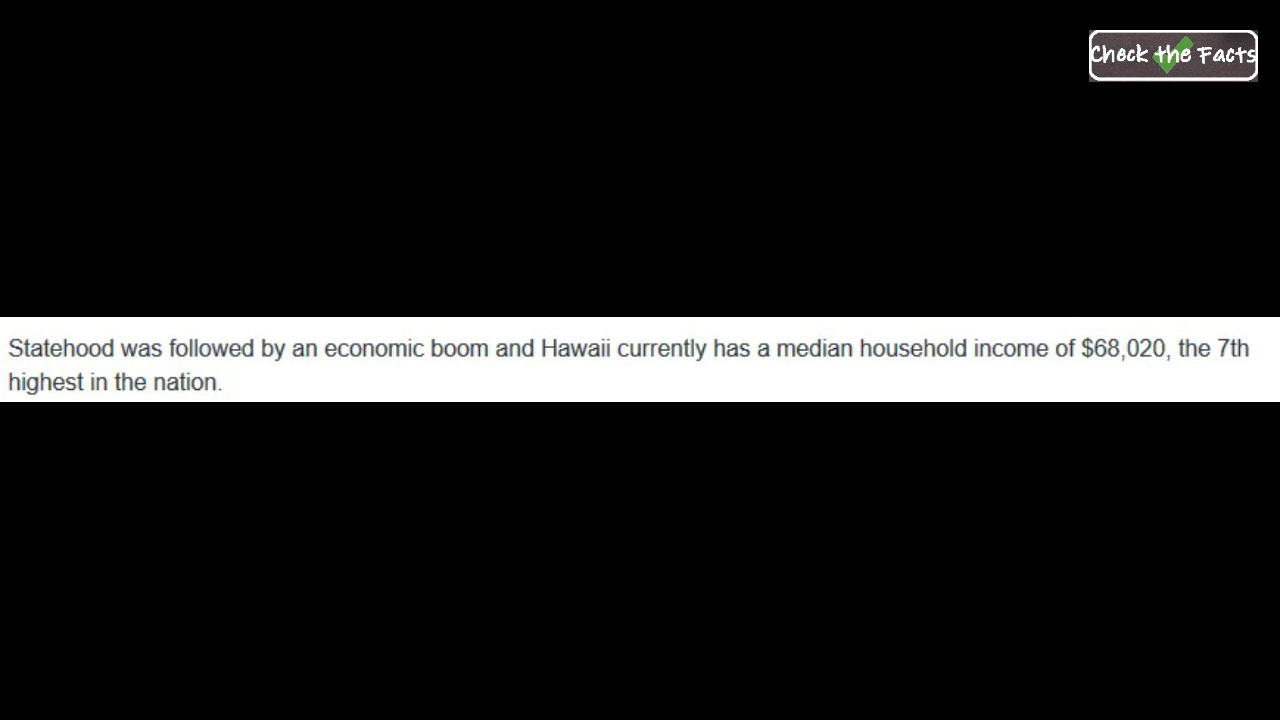 Check the Facts
Statehood was followed by an economic boom and Hawaii currently has a median household income of $68,020, the 7th
highest in the nation.